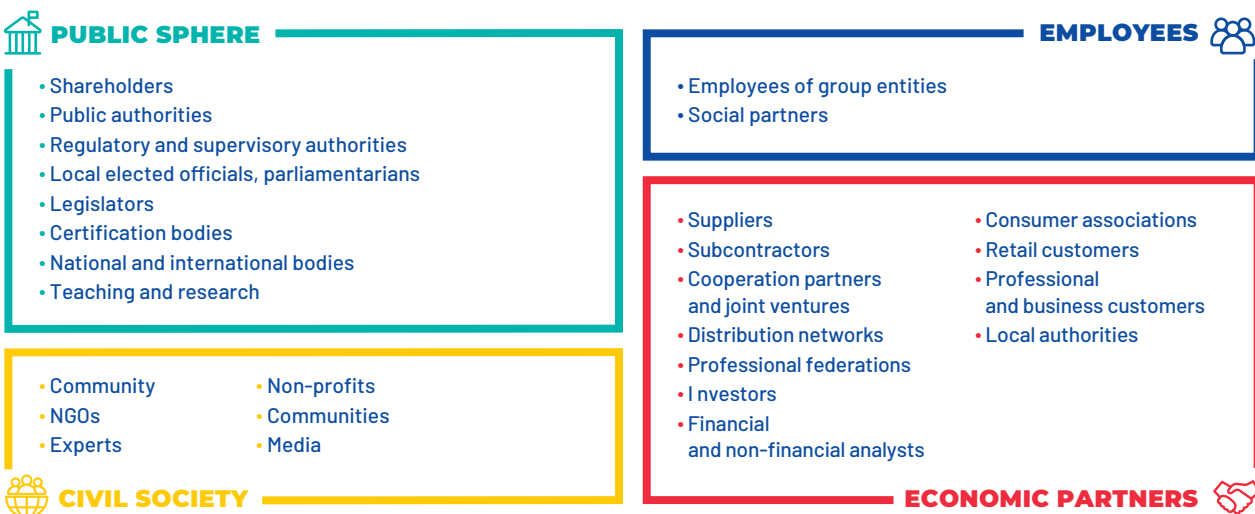 PUBLIC SPHERE
• Shareholders
• Public authorities
• Regulatory and supervisory authorities
• Local elected officials, parliamentarians
• Legislators
• Certification bodies
• National and international bodies
• Teaching and research
EMPLOYEES
• Employees of group entities
• Social partners
• Community
• NGOs
• Experts
• Non-profits
• Communities
• Media
CIVIL SOCIETY
• Suppliers
• Subcontractors
• Cooperation partners
and joint ventures
• Distribution networks
• Professional federations
• I nvestors
• Financial
and non-financial analysts
• Consumer associations
• Retail customers
• Professional
and business customers
• Local authorities
ECONOMIC PARTNERS